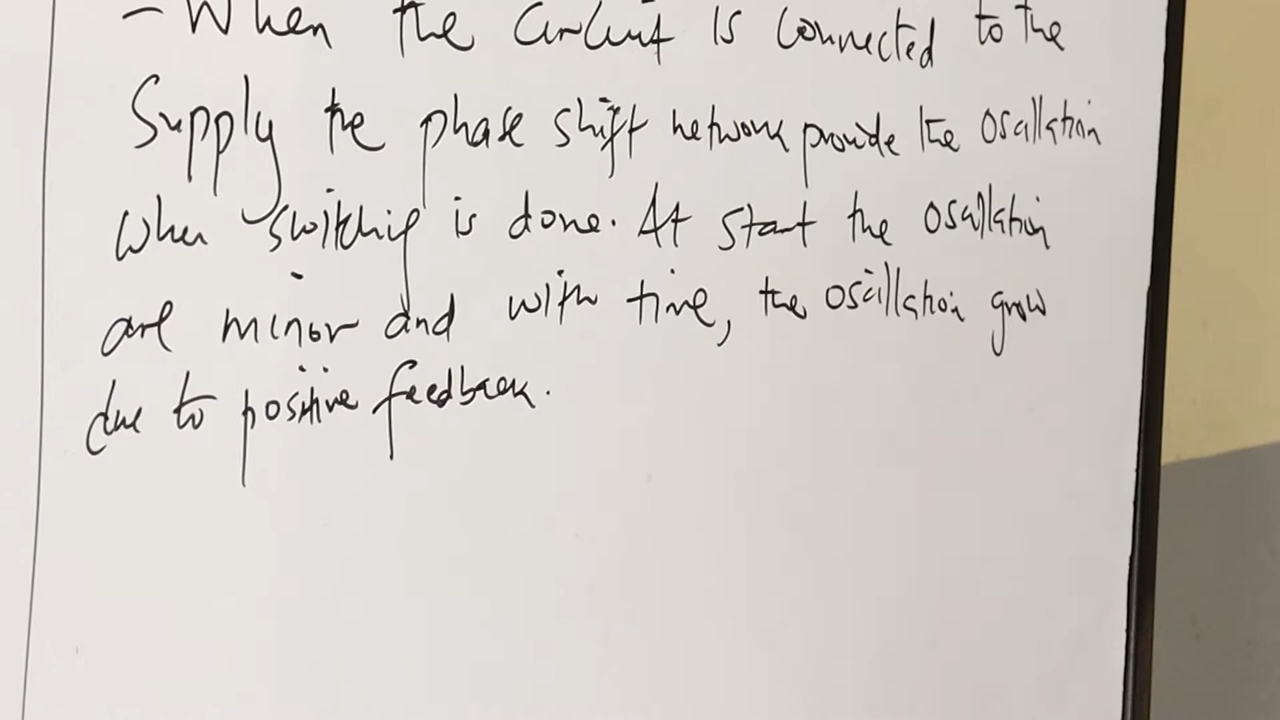 - When the Circuit is connected to the
Supply the phase shift network provide the oscillation
when switching is done. At start the oscillation
are minor and with time, the oscillation grow
due to positive feedback.